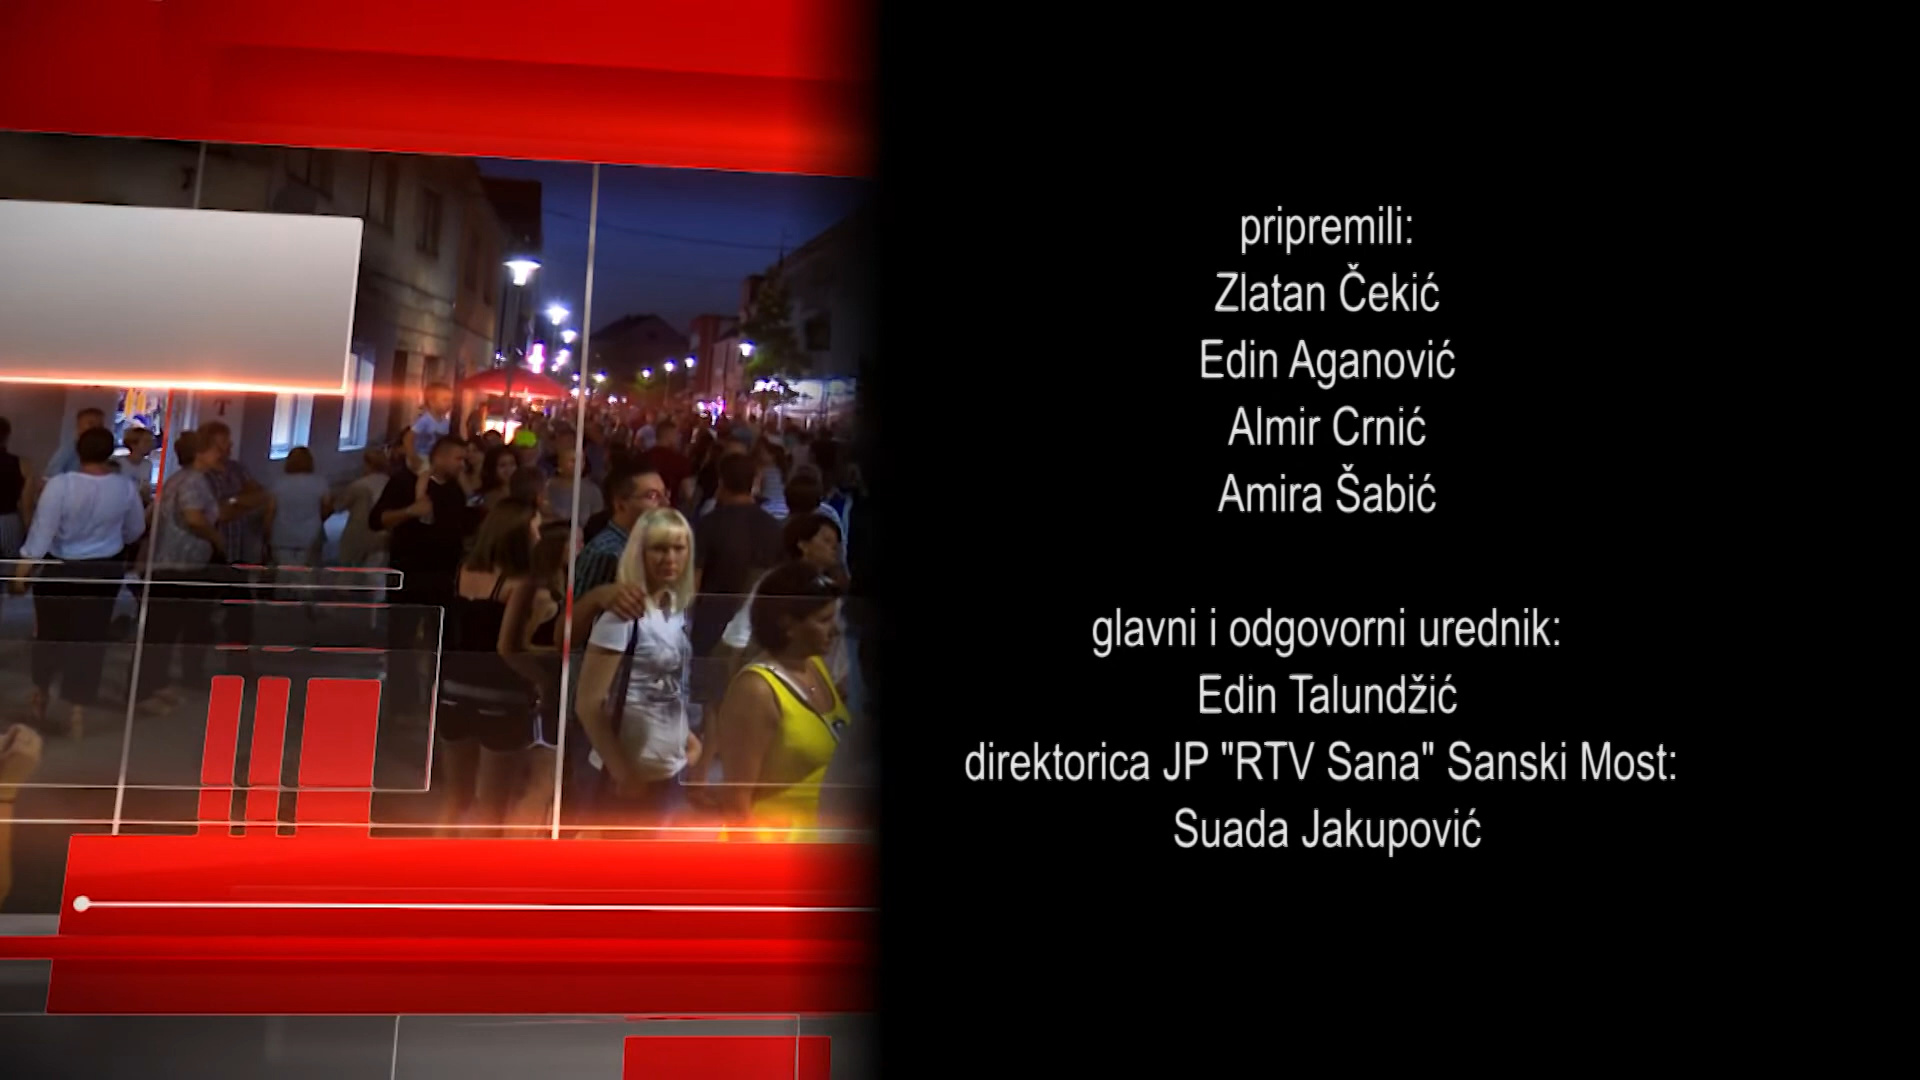 pripremili:
Zlatan Čekić
Edin Aganović
Almir Crnić
Amira Šabić
glavni i odgovorni urednik:
Edin Talundžić
direktorica JP "RTV Sana" Sanski Most:
Suada Jakupović